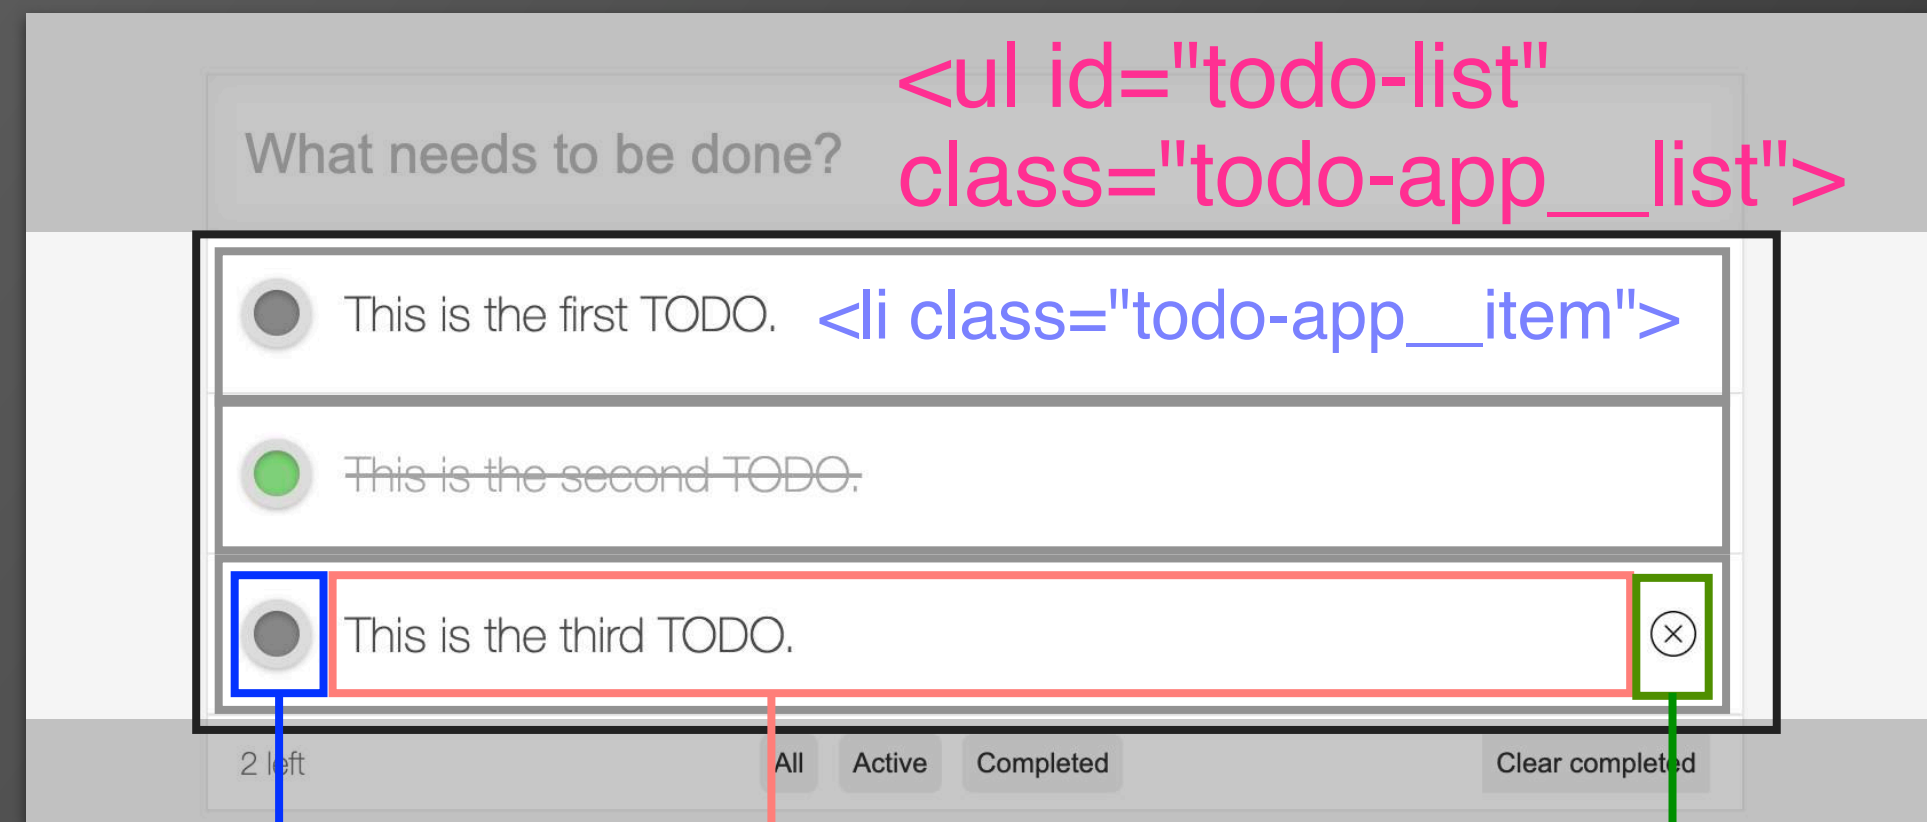 <ul id="todo-list"
class="todo-app__list">
What needs to be done?
This is the first TODO.
<li class="todo-app__item">
This is the second TODO.
This is the third TODO.
2 left
All
Active
Completed
Clear completed